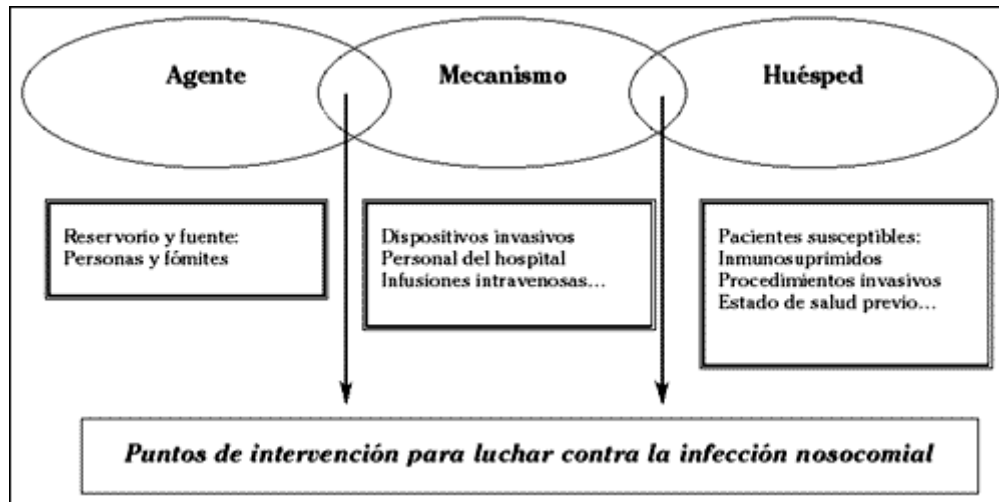 Agente
Mecanismo
Huésped
Reservorio y fuente:
Personas y fómites
Dispositivos invasivos
Personal del hospital
Infusiones intravenosas...
Pacientes susceptibles:
Inmunosuprimidos
Procedimientos invasivos
Estado de salud previo...
Puntos de intervención para luchar contra la infección nosocomial